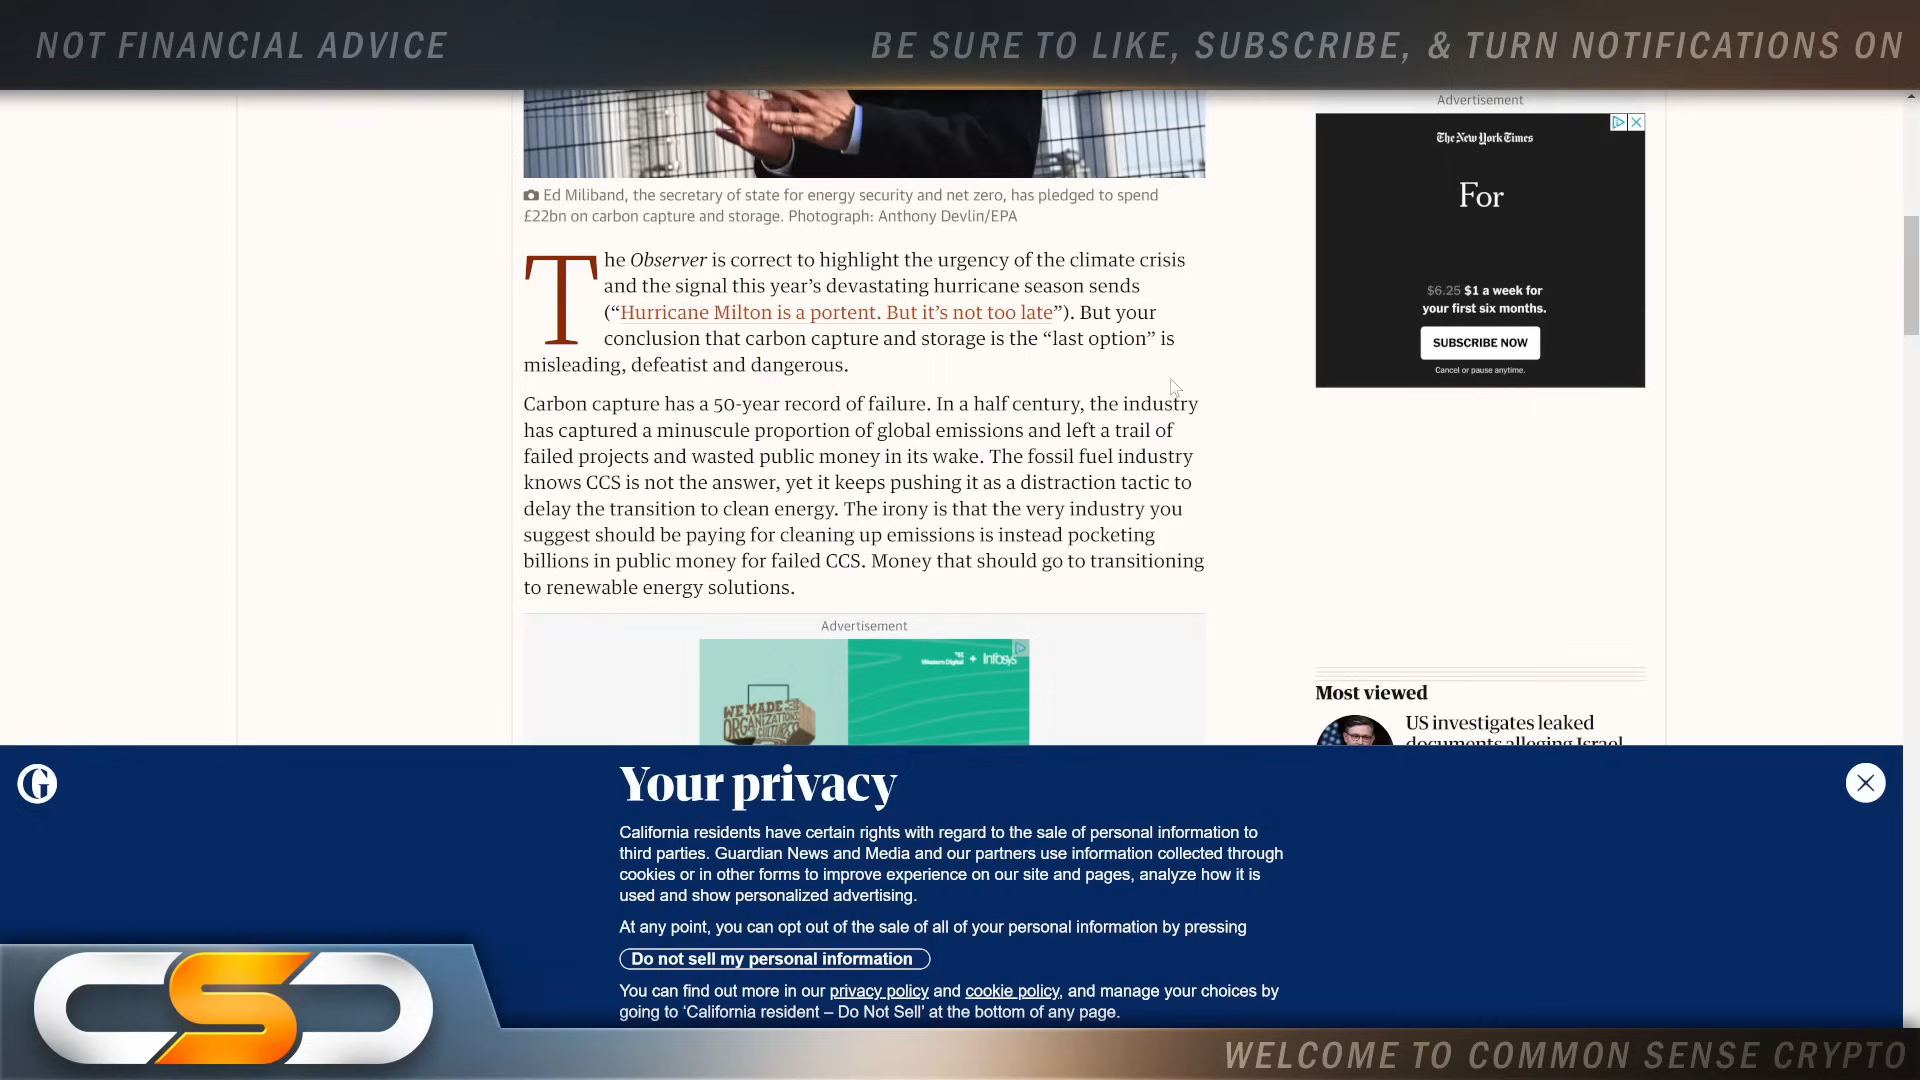 NOT FINANCIAL ADVICE
BE SURE TO LIKE, SUBSCRIBE, & TURN NOTIFICATIONS ON
Ed Miliband, the secretary of state for energy security and net zero, has pledged to spend
£22bn on carbon capture and storage. Photograph: Anthony Devlin/EPA
The Observer is correct to highlight the urgency of the climate crisis
and the signal this year’s devastating hurricane season sends
(“Hurricane Milton is a portent. But it’s not too late”). But your
conclusion that carbon capture and storage is the “last option” is
misleading, defeatist and dangerous.
Carbon capture has a 50-year record of failure. In a half century, the industry
has captured a minuscule proportion of global emissions and left a trail of
failed projects and wasted public money in its wake. The fossil fuel industry
knows CCS is not the answer, yet it keeps pushing it as a distraction tactic to
delay the transition to clean energy. The irony is that the very industry you
suggest should be paying for cleaning up emissions is instead pocketing
billions in public money for failed CCS. Money that should go to transitioning
to renewable energy solutions.
Advertisement
Western Digital + Infosys
WE MADE
ORGANIZATIONS
CULTURES
Advertisement
The New York Times
For
$6.25 $1 a week for
your first six months.
SUBSCRIBE NOW
Cancel or pause anytime.
Most viewed
US investigates leaked
documents alleging Israel
G
Your privacy
California residents have certain rights with regard to the sale of personal information to
third parties. Guardian News and Media and our partners use information collected through
cookies or in other forms to improve experience on our site and pages, analyze how it is
used and show personalized advertising.
At any point, you can opt out of the sale of all of your personal information by pressing
Do not sell my personal information
You can find out more in our privacy policy and cookie policy, and manage your choices by
going to ‘California resident – Do Not Sell’ at the bottom of any page.
CSC
WELCOME TO COMMON SENSE CRYPTO